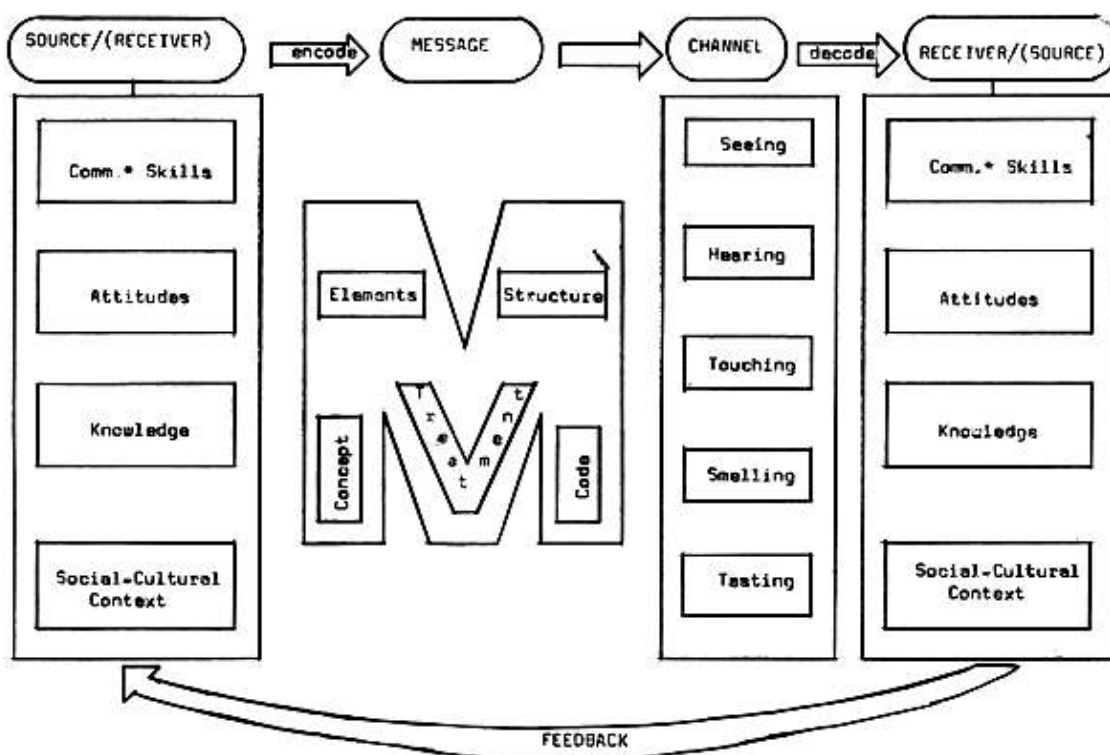 SOURCE/(RECEIVER)
encode
MESSAGE
CHANNEL
decode
RECEIVER/(SOURCE)
Comm.* Skills
Attitudes
Knowledge
Social-Cultural
Context
Elements
Structure
Concept
Treatment
Code
Seeing
Hearing
Touching
Smelling
Tasting
Comm.* Skills
Attitudes
Knowledge
Social-Cultural
Context
FEEDBACK